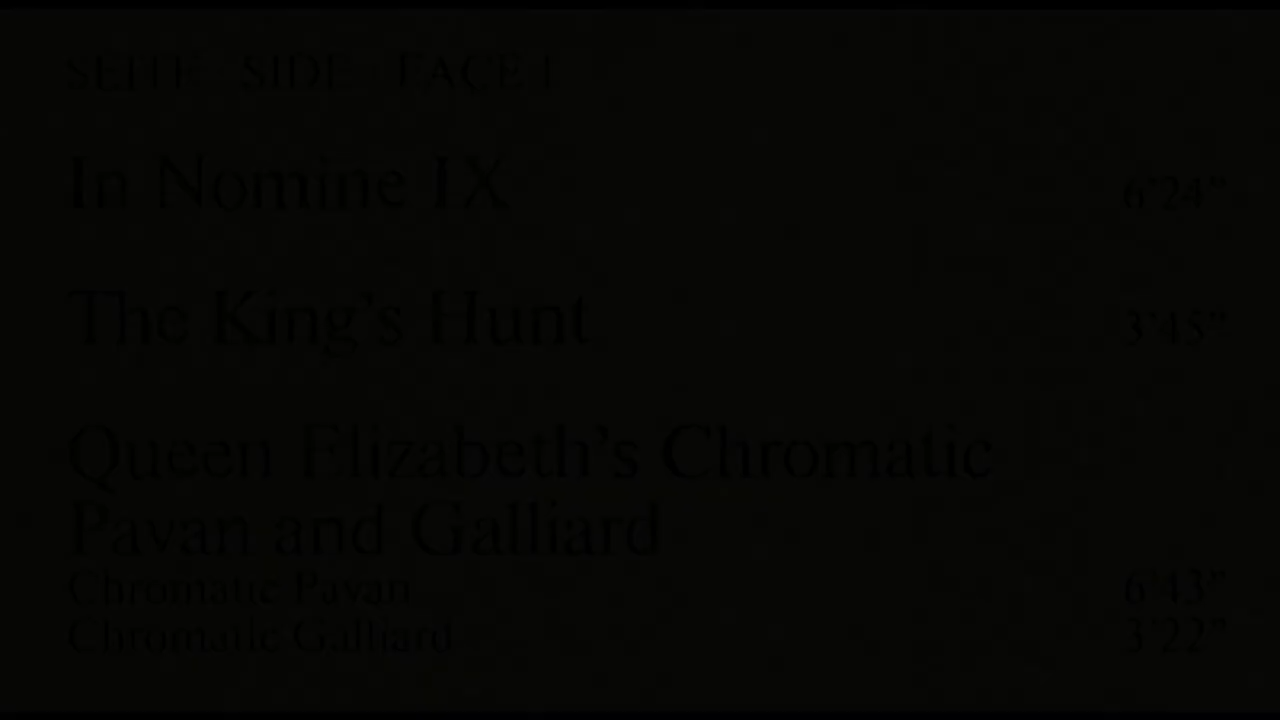 SEITE · SIDE · FACE 1
In Nomine IX 6'24"
The King's Hunt 3'45"
Queen Elizabeth's Chromatic
Pavan and Galliard
Chromatic Pavan 6'43"
Chromatic Galliard 3'22"